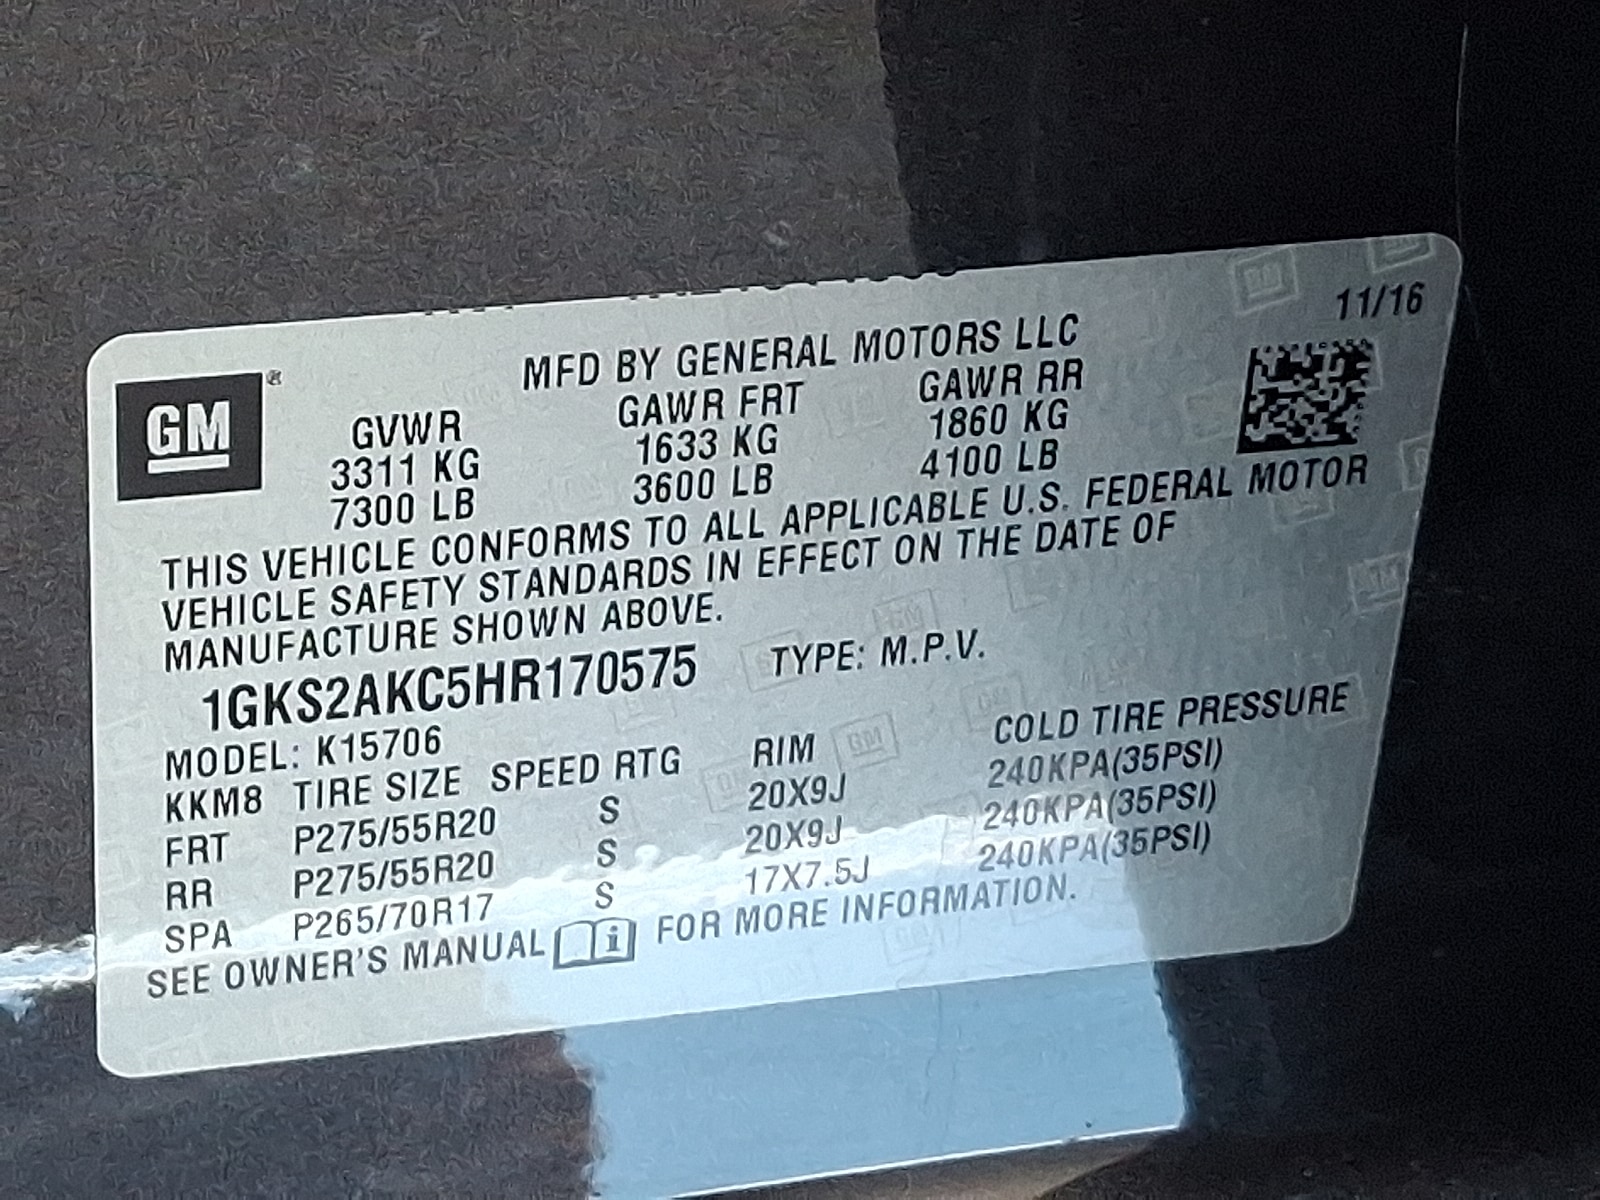 11/16
MFD BY GENERAL MOTORS LLC
GM®
GVWR GAWR FRT GAWR RR
3311 KG 1633 KG 1860 KG
7300 LB 3600 LB 4100 LB
THIS VEHICLE CONFORMS TO ALL APPLICABLE U.S. FEDERAL MOTOR
VEHICLE SAFETY STANDARDS IN EFFECT ON THE DATE OF
MANUFACTURE SHOWN ABOVE.
1GKS2AKC5HR170575 TYPE: M.P.V.
MODEL: K15706
KKM8 TIRE SIZE SPEED RTG RIM COLD TIRE PRESSURE
FRT P275/55R20 S 20X9J 240KPA(35PSI)
RR P275/55R20 S 20X9J 240KPA(35PSI)
SPA P265/70R17 S 17X7.5J 240KPA(35PSI)
SEE OWNER'S MANUAL i FOR MORE INFORMATION.